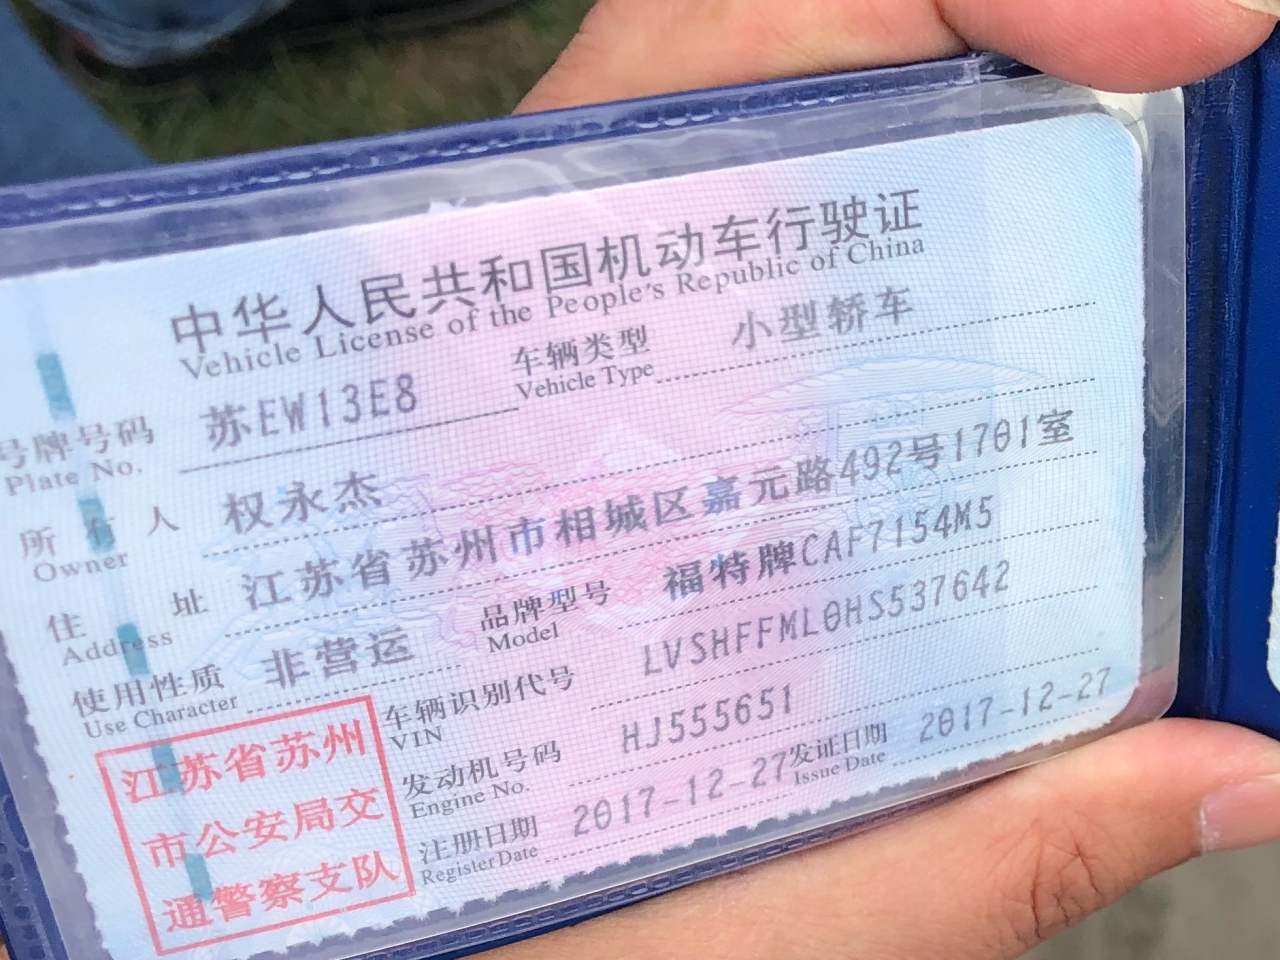 中华人民共和国机动车行驶证
Vehicle License of the People's Republic of China
号牌号码 苏EW13E8 车辆类型 小型轿车
Plate No. Vehicle Type
所有人 权永杰
Owner
住址 江苏省苏州市相城区嘉元路492号1701室
Address
使用性质 非营运 品牌型号 福特牌CAF7154M5
Use Character Model
车辆识别代号 LVSHFFML0HS537642
VIN
发动机号码 HJ555651
Engine No.
注册日期 2017-12-27 发证日期 2017-12-27
Register Date Issue Date
江苏省苏州
市公安局交
通警察支队